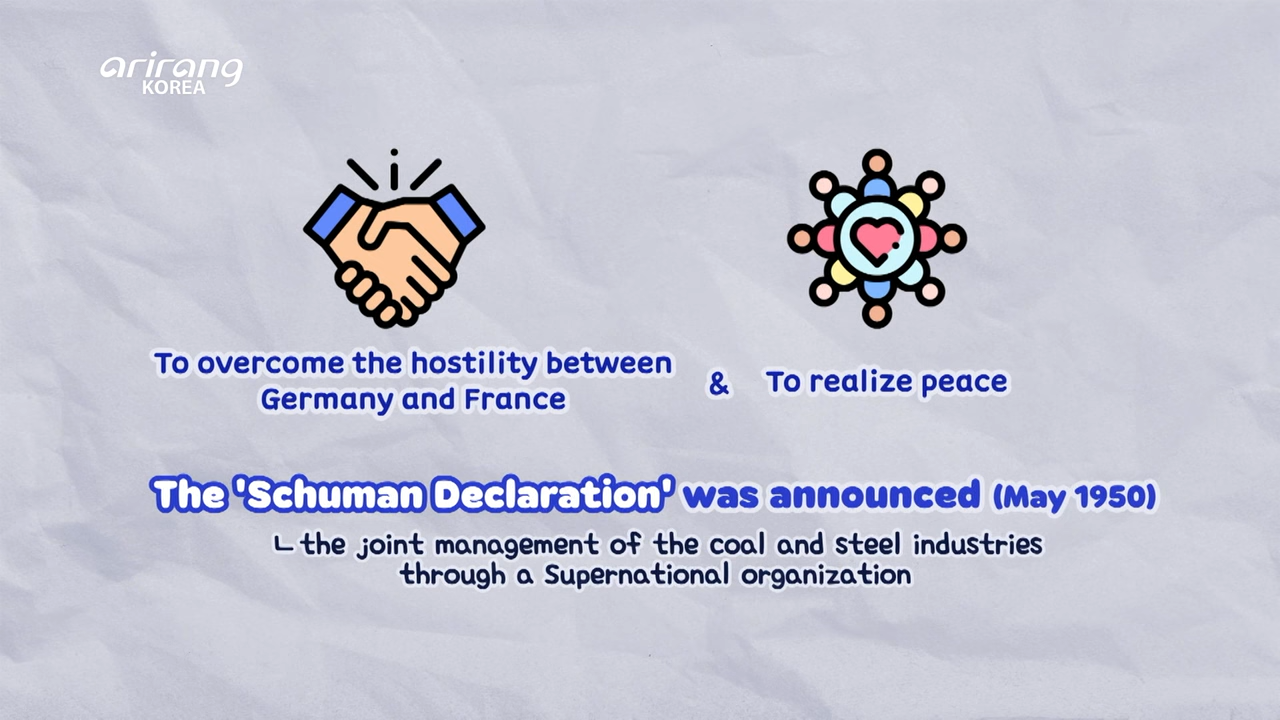 arirang
KOREA
To overcome the hostility between
Germany and France
& To realize peace
The 'Schuman Declaration' was announced (May 1950)
ㄴthe joint management of the coal and steel industries
through a Supernational organization